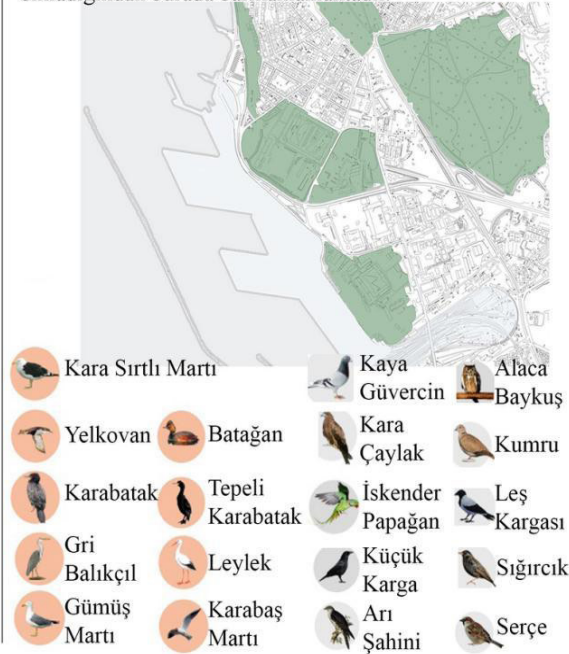 Kara Sırtlı Martı
Yelkovan
Batağan
Karabatak
Tepeli
Karabatak
Gri
Balıkçıl
Leylek
Gümüş
Martı
Karabaş
Martı
Kaya
Güvercin
Alaca
Baykuş
Kara
Çaylak
Kumru
İskender
Papağan
Leş
Kargası
Küçük
Karga
Sığırcık
Arı
Şahini
Serçe